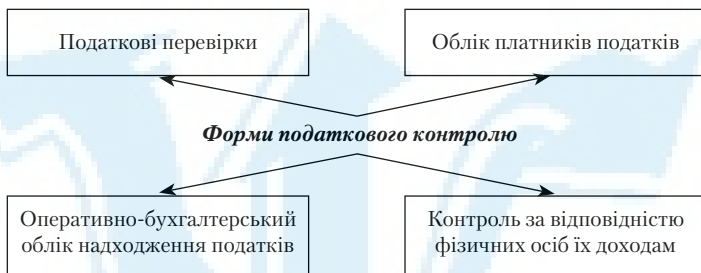 Податкові перевірки
Облік платників податків
Форми податкового контролю
Оперативно-бухгалтерський
облік надходження податків
Контроль за відповідністю
фізичних осіб їх доходам